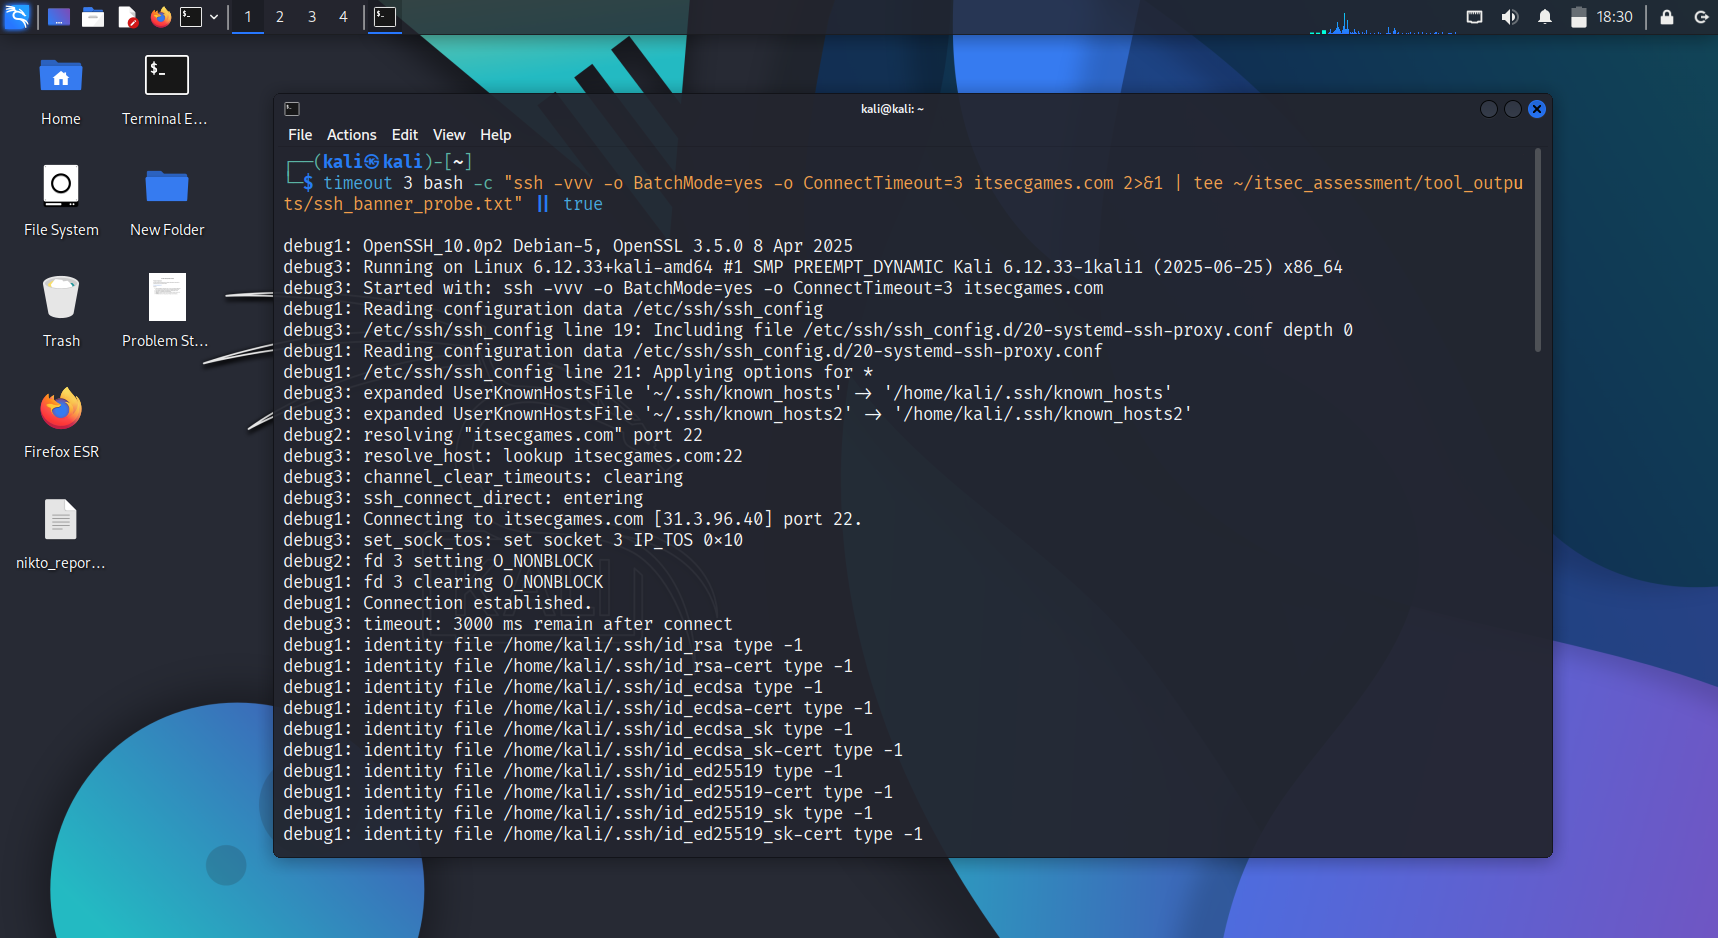 1 2 3 4
18:30
Home
Terminal E...
File System
New Folder
Trash
Problem St...
Firefox ESR
nikto_repor...
kali@kali: ~
File Actions Edit View Help
┌──(kali㉿kali)-[~]
└─$ timeout 3 bash -c "ssh -vvv -o BatchMode=yes -o ConnectTimeout=3 itsecgames.com 2>&1 | tee ~/itsec_assessment/tool_outpu
ts/ssh_banner_probe.txt" || true
debug1: OpenSSH_10.0p2 Debian-5, OpenSSL 3.5.0 8 Apr 2025
debug3: Running on Linux 6.12.33+kali-amd64 #1 SMP PREEMPT_DYNAMIC Kali 6.12.33-1kali1 (2025-06-25) x86_64
debug3: Started with: ssh -vvv -o BatchMode=yes -o ConnectTimeout=3 itsecgames.com
debug1: Reading configuration data /etc/ssh/ssh_config
debug3: /etc/ssh/ssh_config line 19: Including file /etc/ssh/ssh_config.d/20-systemd-ssh-proxy.conf depth 0
debug1: Reading configuration data /etc/ssh/ssh_config.d/20-systemd-ssh-proxy.conf
debug1: /etc/ssh/ssh_config line 21: Applying options for *
debug3: expanded UserKnownHostsFile '~/.ssh/known_hosts' -> '/home/kali/.ssh/known_hosts'
debug3: expanded UserKnownHostsFile '~/.ssh/known_hosts2' -> '/home/kali/.ssh/known_hosts2'
debug2: resolving "itsecgames.com" port 22
debug3: resolve_host: lookup itsecgames.com:22
debug3: channel_clear_timeouts: clearing
debug3: ssh_connect_direct: entering
debug1: Connecting to itsecgames.com [31.3.96.40] port 22.
debug3: set_sock_tos: set socket 3 IP_TOS 0×10
debug2: fd 3 setting O_NONBLOCK
debug1: fd 3 clearing O_NONBLOCK
debug1: Connection established.
debug3: timeout: 3000 ms remain after connect
debug1: identity file /home/kali/.ssh/id_rsa type -1
debug1: identity file /home/kali/.ssh/id_rsa-cert type -1
debug1: identity file /home/kali/.ssh/id_ecdsa type -1
debug1: identity file /home/kali/.ssh/id_ecdsa-cert type -1
debug1: identity file /home/kali/.ssh/id_ecdsa_sk type -1
debug1: identity file /home/kali/.ssh/id_ecdsa_sk-cert type -1
debug1: identity file /home/kali/.ssh/id_ed25519 type -1
debug1: identity file /home/kali/.ssh/id_ed25519-cert type -1
debug1: identity file /home/kali/.ssh/id_ed25519_sk type -1
debug1: identity file /home/kali/.ssh/id_ed25519_sk-cert type -1